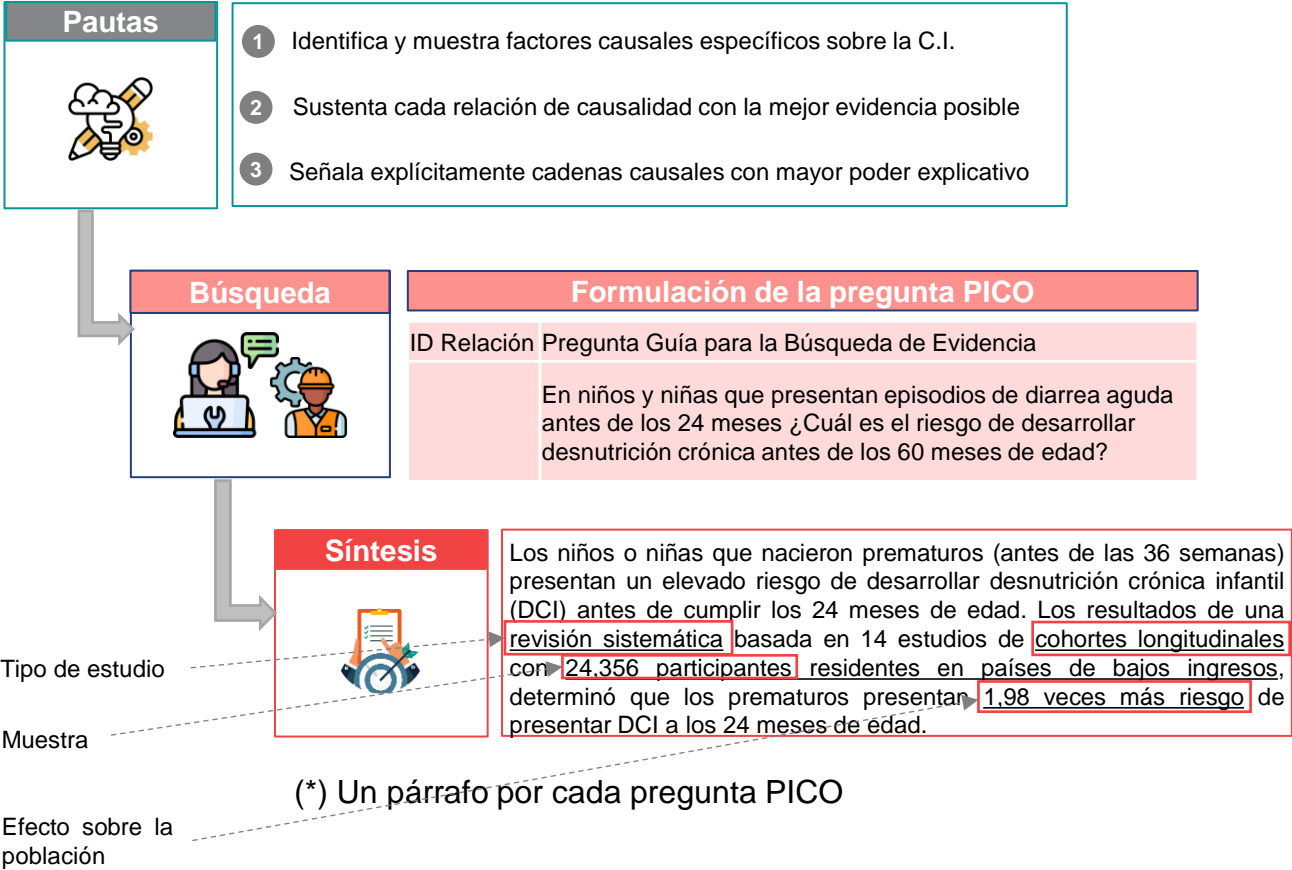 Pautas
1 Identifica y muestra factores causales específicos sobre la C.I.
2 Sustenta cada relación de causalidad con la mejor evidencia posible
3 Señala explícitamente cadenas causales con mayor poder explicativo
Búsqueda
Formulación de la pregunta PICO
ID Relación Pregunta Guía para la Búsqueda de Evidencia
En niños y niñas que presentan episodios de diarrea aguda
antes de los 24 meses ¿Cuál es el riesgo de desarrollar
desnutrición crónica antes de los 60 meses de edad?
Síntesis
Los niños o niñas que nacieron prematuros (antes de las 36 semanas)
presentan un elevado riesgo de desarrollar desnutrición crónica infantil
(DCI) antes de cumplir los 24 meses de edad. Los resultados de una
revisión sistemática basada en 14 estudios de cohortes longitudinales
con 24,356 participantes residentes en países de bajos ingresos,
determinó que los prematuros presentan 1,98 veces más riesgo de
presentar DCI a los 24 meses de edad.
Tipo de estudio
Muestra
Efecto sobre la
población
(*) Un párrafo por cada pregunta PICO